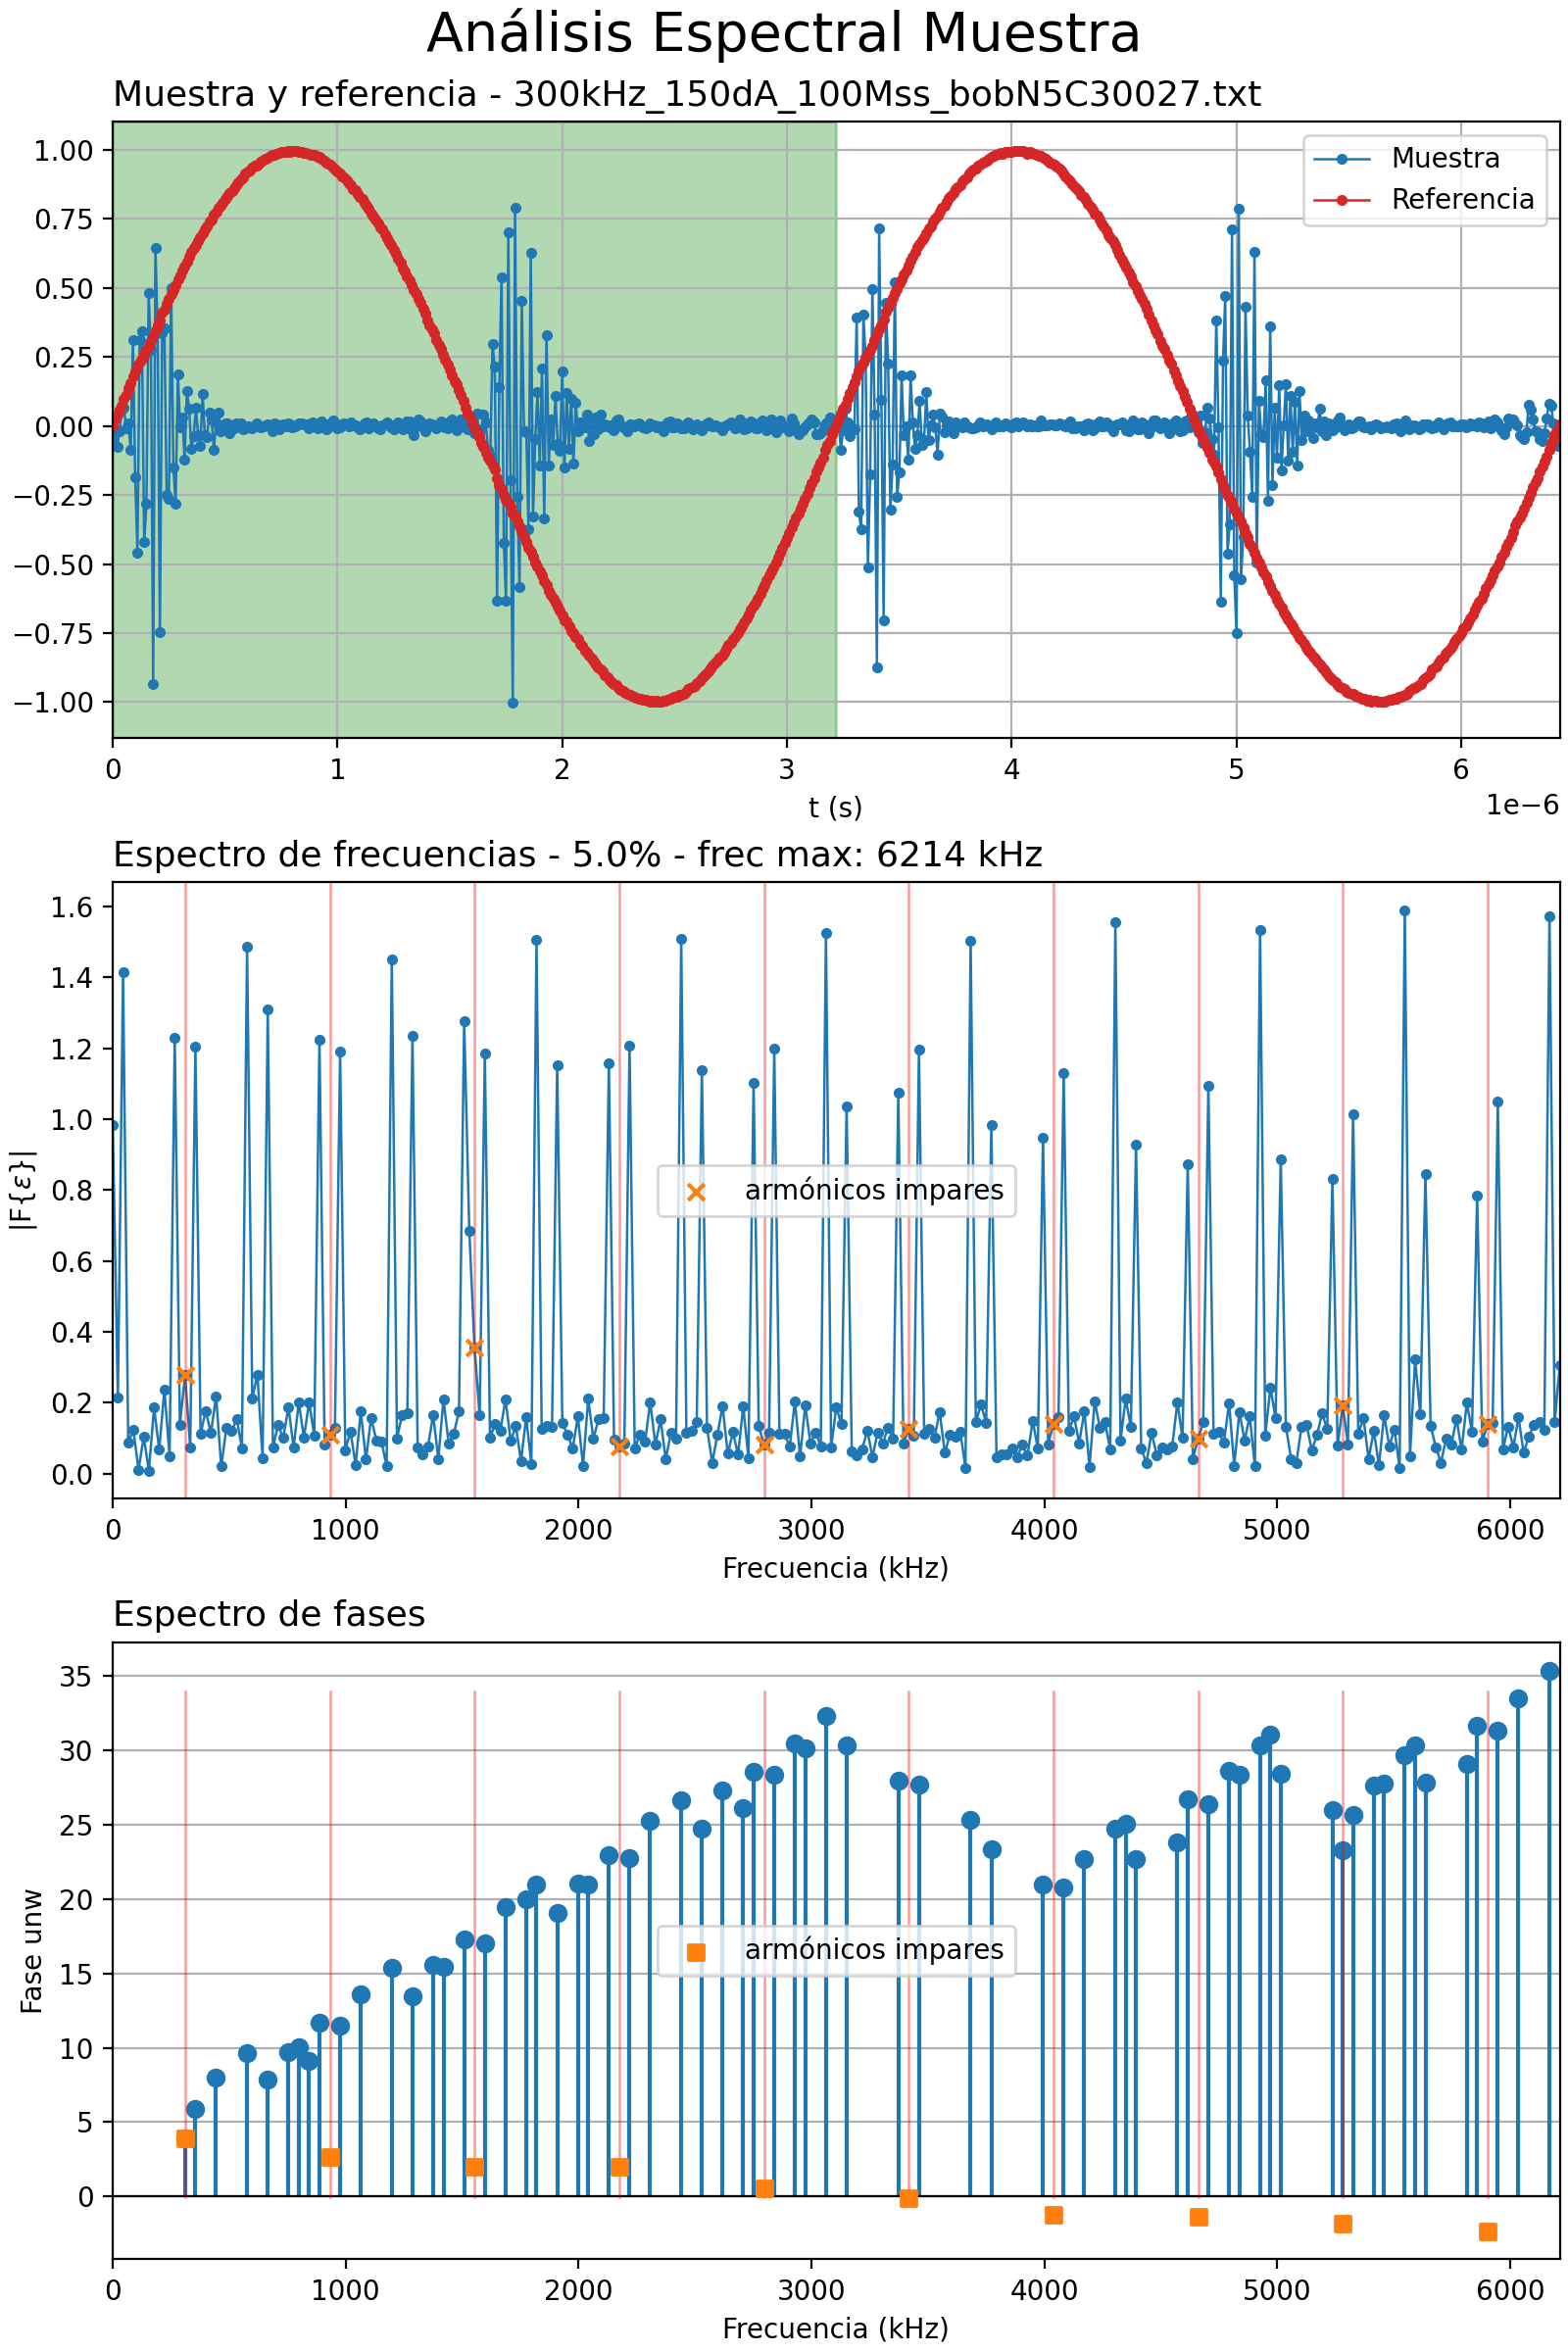 Análisis Espectral Muestra
Muestra y referencia - 300kHz_150dA_100Mss_bobN5C30027.txt
1.00
0.75
0.50
0.25
0.00
−0.25
−0.50
−0.75
−1.00
Muestra
Referencia
0 1 2 3 4 5 6
t (s)
1e−6
Espectro de frecuencias - 5.0% - frec max: 6214 kHz
1.6
1.4
1.2
1.0
0.8
0.6
0.4
0.2
0.0
|F{ε}|
armónicos impares
0 1000 2000 3000 4000 5000 6000
Frecuencia (kHz)
Espectro de fases
35
30
25
20
15
10
5
0
Fase unw
armónicos impares
0 1000 2000 3000 4000 5000 6000
Frecuencia (kHz)